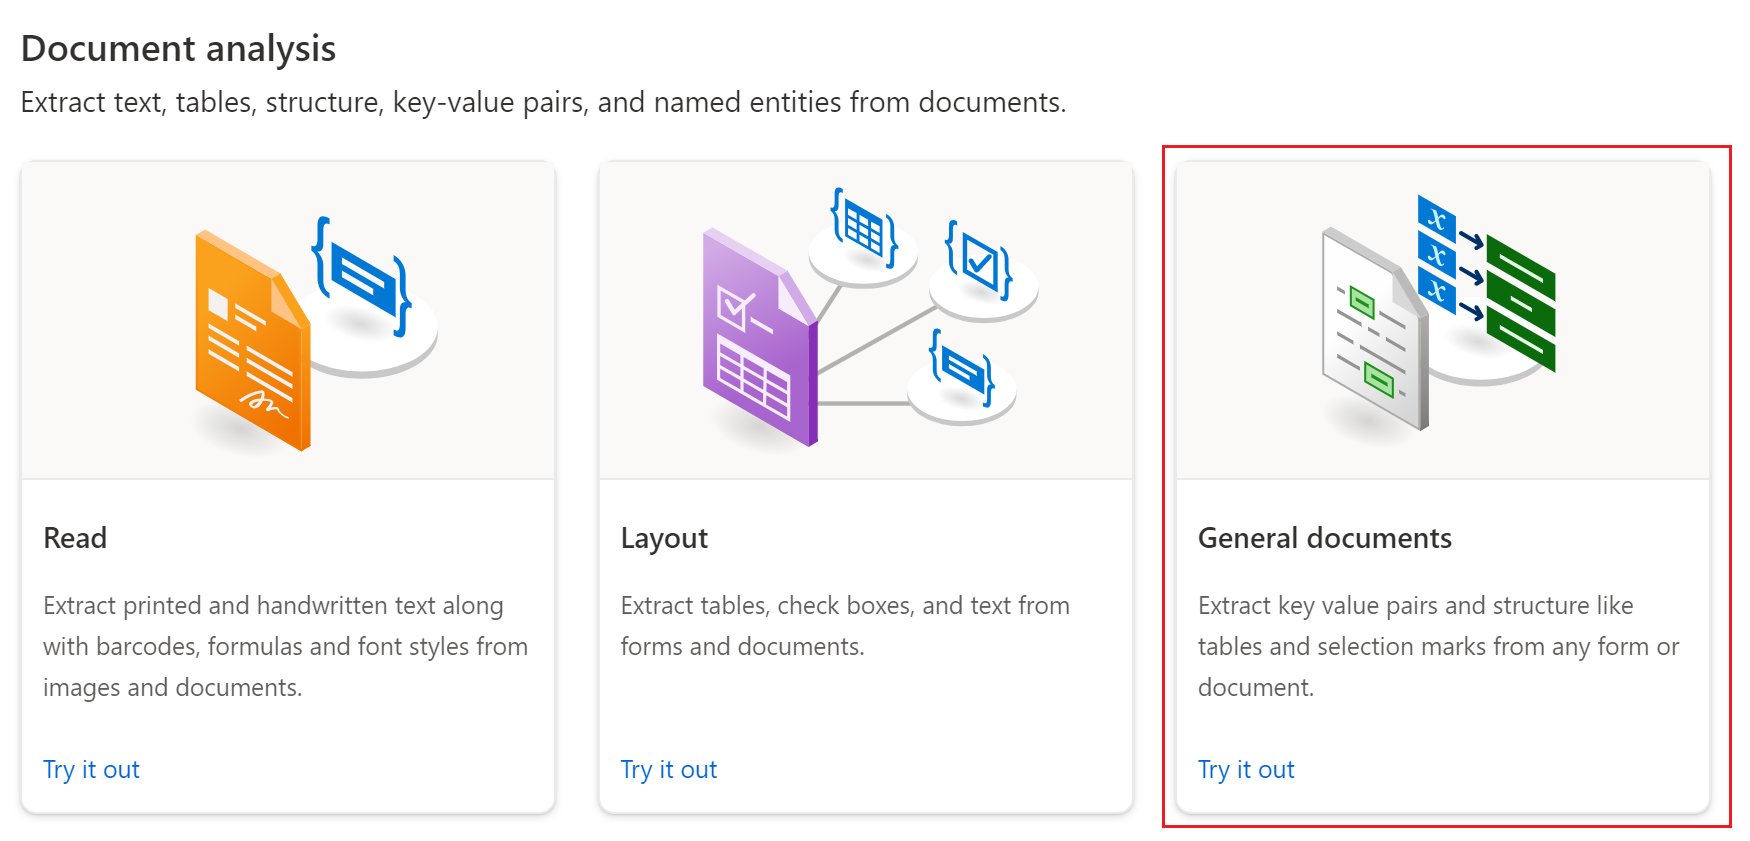 Document analysis
Extract text, tables, structure, key-value pairs, and named entities from documents.
x
x
x
Read
Extract printed and handwritten text along
with barcodes, formulas and font styles from
images and documents.
Try it out
Layout
Extract tables, check boxes, and text from
forms and documents.
Try it out
General documents
Extract key value pairs and structure like
tables and selection marks from any form or
document.
Try it out